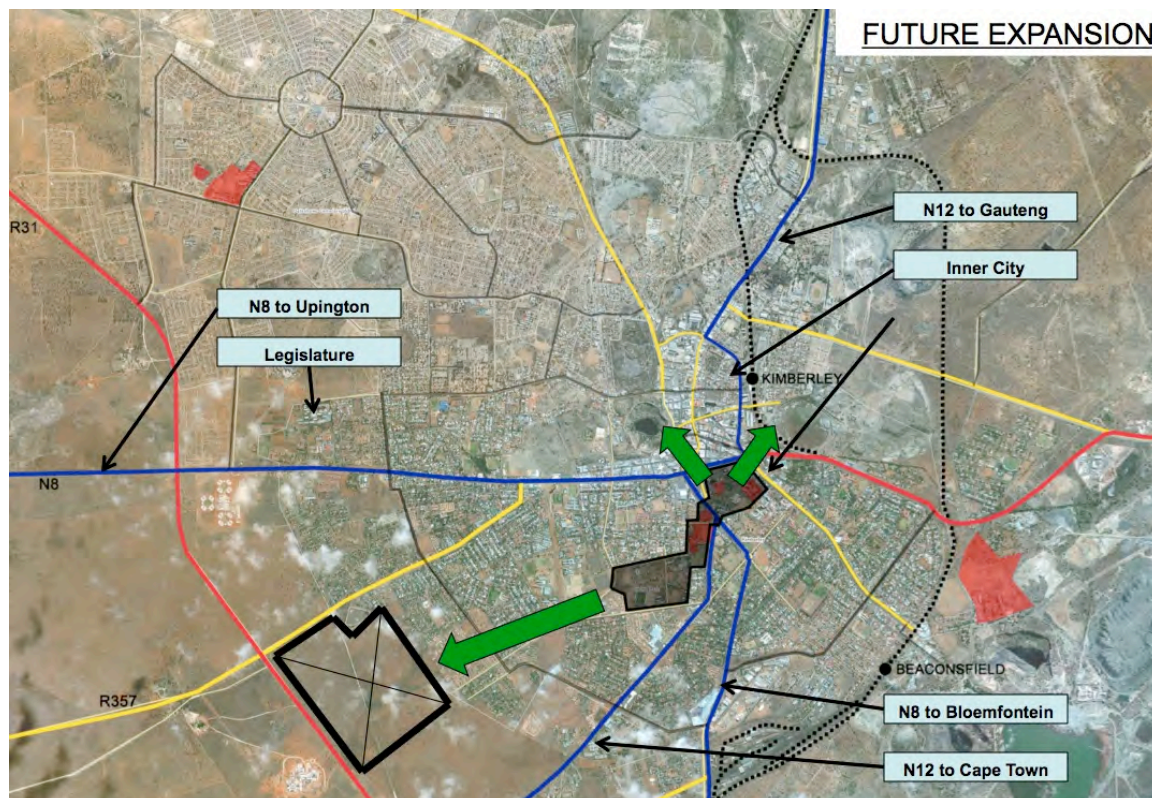 FUTURE EXPANSION
N12 to Gauteng
R31
Inner City
N8 to Upington
Legislature
KIMBERLEY
N8
BEACONSFIELD
R357
N8 to Bloemfontein
N12 to Cape Town